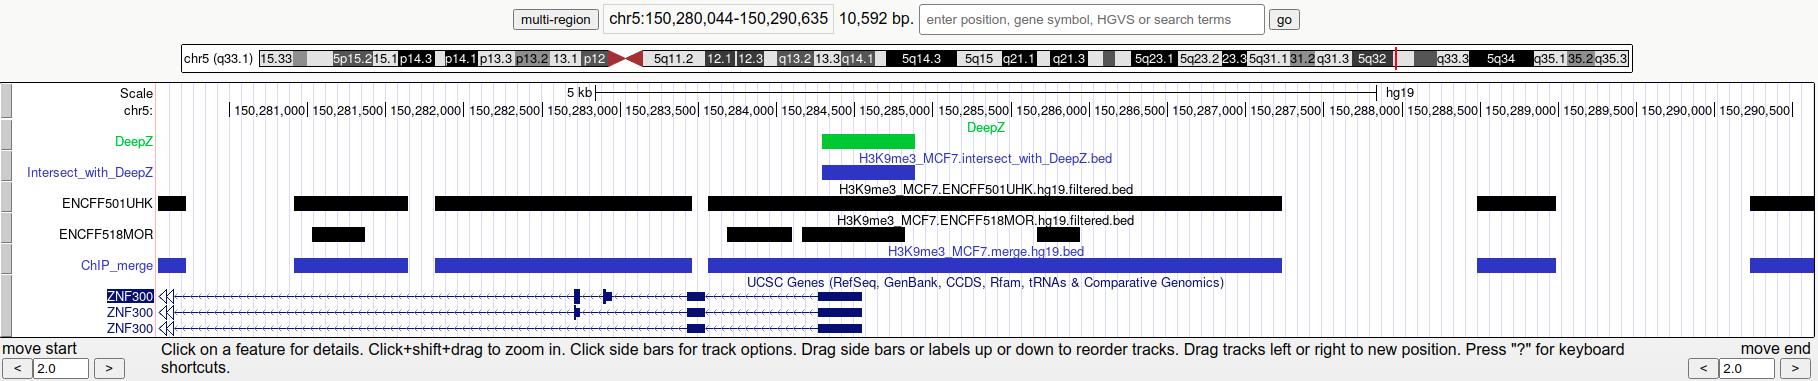 multi-region chr5:150,280,044-150,290,635 10,592 bp. enter position, gene symbol, HGVS or search terms go
chr5 (q33.1) 15.33 5p15.2 15.1 p14.3 p14.1 p13.3 p13.2 13.1 p12 5q11.2 12.1 12.3 q13.2 13.3 q14.1 5q14.3 5q15 q21.1 q21.3 5q23.1 5q23.2 23.3 5q31.1 31.2 q31.3 5q32 q33.3 5q34 q35.1 35.2 q35.3
Scale 5 kb hg19
chr5: 150,281,000 150,281,500 150,282,000 150,282,500 150,283,000 150,283,500 150,284,000 150,284,500 150,285,000 150,285,500 150,286,000 150,286,500 150,287,000 150,287,500 150,288,000 150,288,500 150,289,000 150,289,500 150,290,000 150,290,500
DeepZ
DeepZ
H3K9me3_MCF7.intersect_with_DeepZ.bed
Intersect_with_DeepZ
H3K9me3_MCF7.ENCFF501UHK.hg19.filtered.bed
ENCFF501UHK
H3K9me3_MCF7.ENCFF518MOR.hg19.filtered.bed
ENCFF518MOR
H3K9me3_MCF7.merge.hg19.bed
ChIP_merge
UCSC Genes (RefSeq, GenBank, CCDS, Rfam, tRNAs & Comparative Genomics)
ZNF300
ZNF300
ZNF300
move start
< 2.0 >
Click on a feature for details. Click+shift+drag to zoom in. Click side bars for track options. Drag side bars or labels up or down to reorder tracks. Drag tracks left or right to new position. Press "?" for keyboard
shortcuts.
move end
< 2.0 >